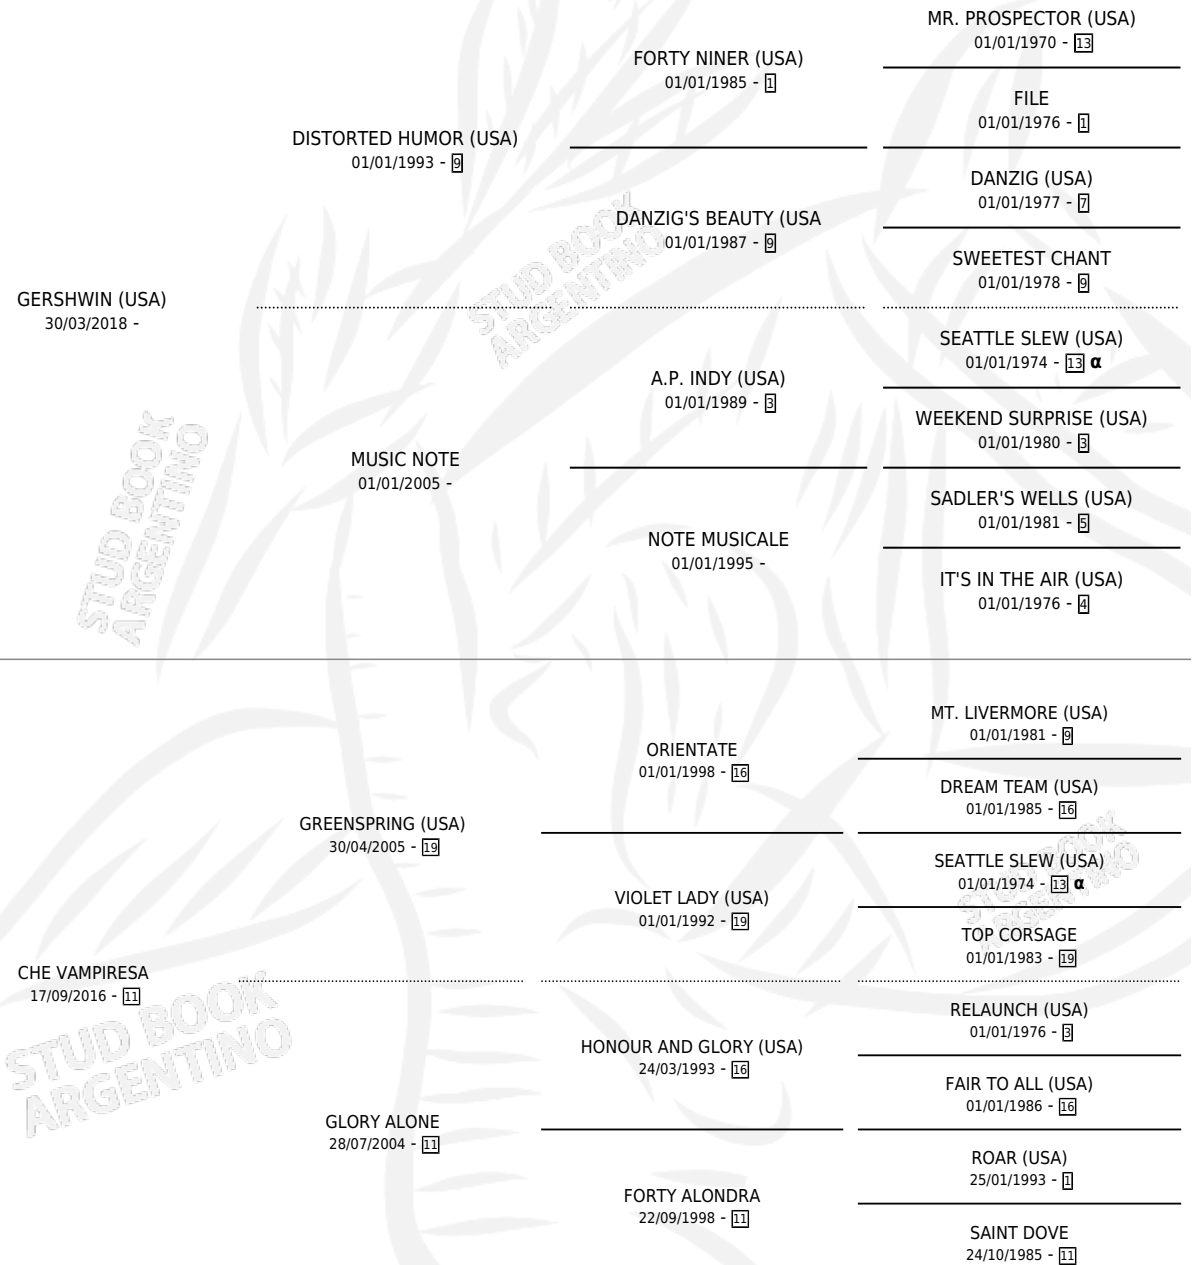 MR. PROSPECTOR (USA)
01/01/1970 - 13
FORTY NINER (USA)
01/01/1985 - 1
FILE
01/01/1976 - 1
DISTORTED HUMOR (USA)
01/01/1993 - 9
DANZIG (USA)
01/01/1977 - 7
DANZIG'S BEAUTY (USA
01/01/1987 - 9
SWEETEST CHANT
01/01/1978 - 9
GERSHWIN (USA)
30/03/2018 -
SEATTLE SLEW (USA)
01/01/1974 - 13 α
A.P. INDY (USA)
01/01/1989 - 3
WEEKEND SURPRISE (USA)
01/01/1980 - 3
MUSIC NOTE
01/01/2005 -
SADLER'S WELLS (USA)
01/01/1981 - 5
NOTE MUSICALE
01/01/1995 -
IT'S IN THE AIR (USA)
01/01/1976 - 4
MT. LIVERMORE (USA)
01/01/1981 - 9
ORIENTATE
01/01/1998 - 16
DREAM TEAM (USA)
01/01/1985 - 16
GREENSPRING (USA)
30/04/2005 - 19
SEATTLE SLEW (USA)
01/01/1974 - 13 α
VIOLET LADY (USA)
01/01/1992 - 19
TOP CORSAGE
01/01/1983 - 19
CHE VAMPIRESA
17/09/2016 - 11
RELAUNCH (USA)
01/01/1976 - 3
HONOUR AND GLORY (USA)
24/03/1993 - 16
FAIR TO ALL (USA)
01/01/1986 - 16
GLORY ALONE
28/07/2004 - 11
ROAR (USA)
25/01/1993 - 1
FORTY ALONDRA
22/09/1998 - 11
SAINT DOVE
24/10/1985 - 11
STUD BOOK
ARGENTINO
STUD BOOK
ARGENTINO
STUD BOOK
ARGENTINO
STUD BOOK
ARGENTINO